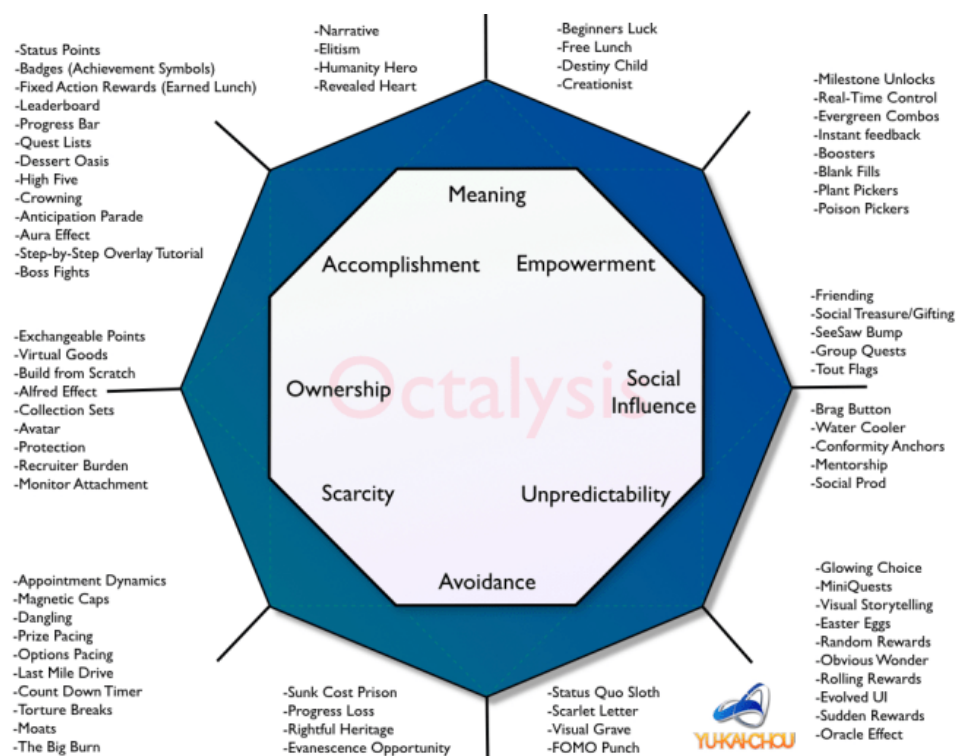 -Narrative
-Elitism
-Humanity Hero
-Revealed Heart
-Beginners Luck
-Free Lunch
-Destiny Child
-Creationist
-Status Points
-Badges (Achievement Symbols)
-Fixed Action Rewards (Earned Lunch)
-Leaderboard
-Progress Bar
-Quest Lists
-Dessert Oasis
-High Five
-Crowning
-Anticipation Parade
-Aura Effect
-Step-by-Step Overlay Tutorial
-Boss Fights
-Milestone Unlocks
-Real-Time Control
-Evergreen Combos
-Instant feedback
-Boosters
-Blank Fills
-Plant Pickers
-Poison Pickers
Meaning
Accomplishment
Empowerment
Ownership
Octalysis
Social
Influence
Scarcity
Unpredictability
Avoidance
-Exchangeable Points
-Virtual Goods
-Build from Scratch
-Alfred Effect
-Collection Sets
-Avatar
-Protection
-Recruiter Burden
-Monitor Attachment
-Friending
-Social Treasure/Gifting
-SeeSaw Bump
-Group Quests
-Tout Flags
-Brag Button
-Water Cooler
-Conformity Anchors
-Mentorship
-Social Prod
-Appointment Dynamics
-Magnetic Caps
-Dangling
-Prize Pacing
-Options Pacing
-Last Mile Drive
-Count Down Timer
-Torture Breaks
-Moats
-The Big Burn
-Sunk Cost Prison
-Progress Loss
-Rightful Heritage
-Evanescence Opportunity
-Status Quo Sloth
-Scarlet Letter
-Visual Grave
-FOMO Punch
YU-KAI-CHOU
-Glowing Choice
-MiniQuests
-Visual Storytelling
-Easter Eggs
-Random Rewards
-Obvious Wonder
-Rolling Rewards
-Evolved UI
-Sudden Rewards
-Oracle Effect